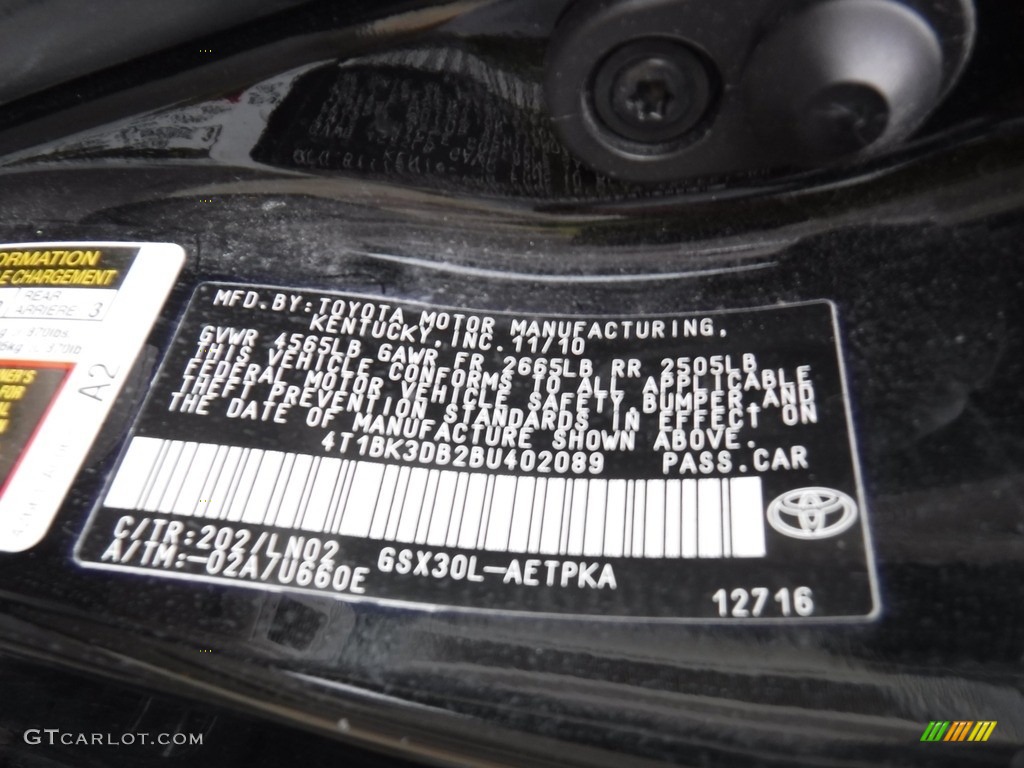 ORMATION
E CHARGEMENT
REAR
ARRIERE 3
A2
MFD.BY:TOYOTA MOTOR MANUFACTURING,
KENTUCKY,INC.11/10
GVWR 4565LB GAWR FR 2665LB RR 2505LB
THIS VEHICLE CONFORMS TO ALL APPLICABLE
FEDERAL MOTOR VEHICLE SAFETY,BUMPER,AND
THEFT PREVENTION STANDARDS IN EFFECT ON
THE DATE OF MANUFACTURE SHOWN ABOVE.
4T1BK3DB2BU402089 PASS.CAR
C/TR:202/LN02
A/TM:-02A/U660E
GSX30L-AETPKA
12716
GTCARLOT.COM